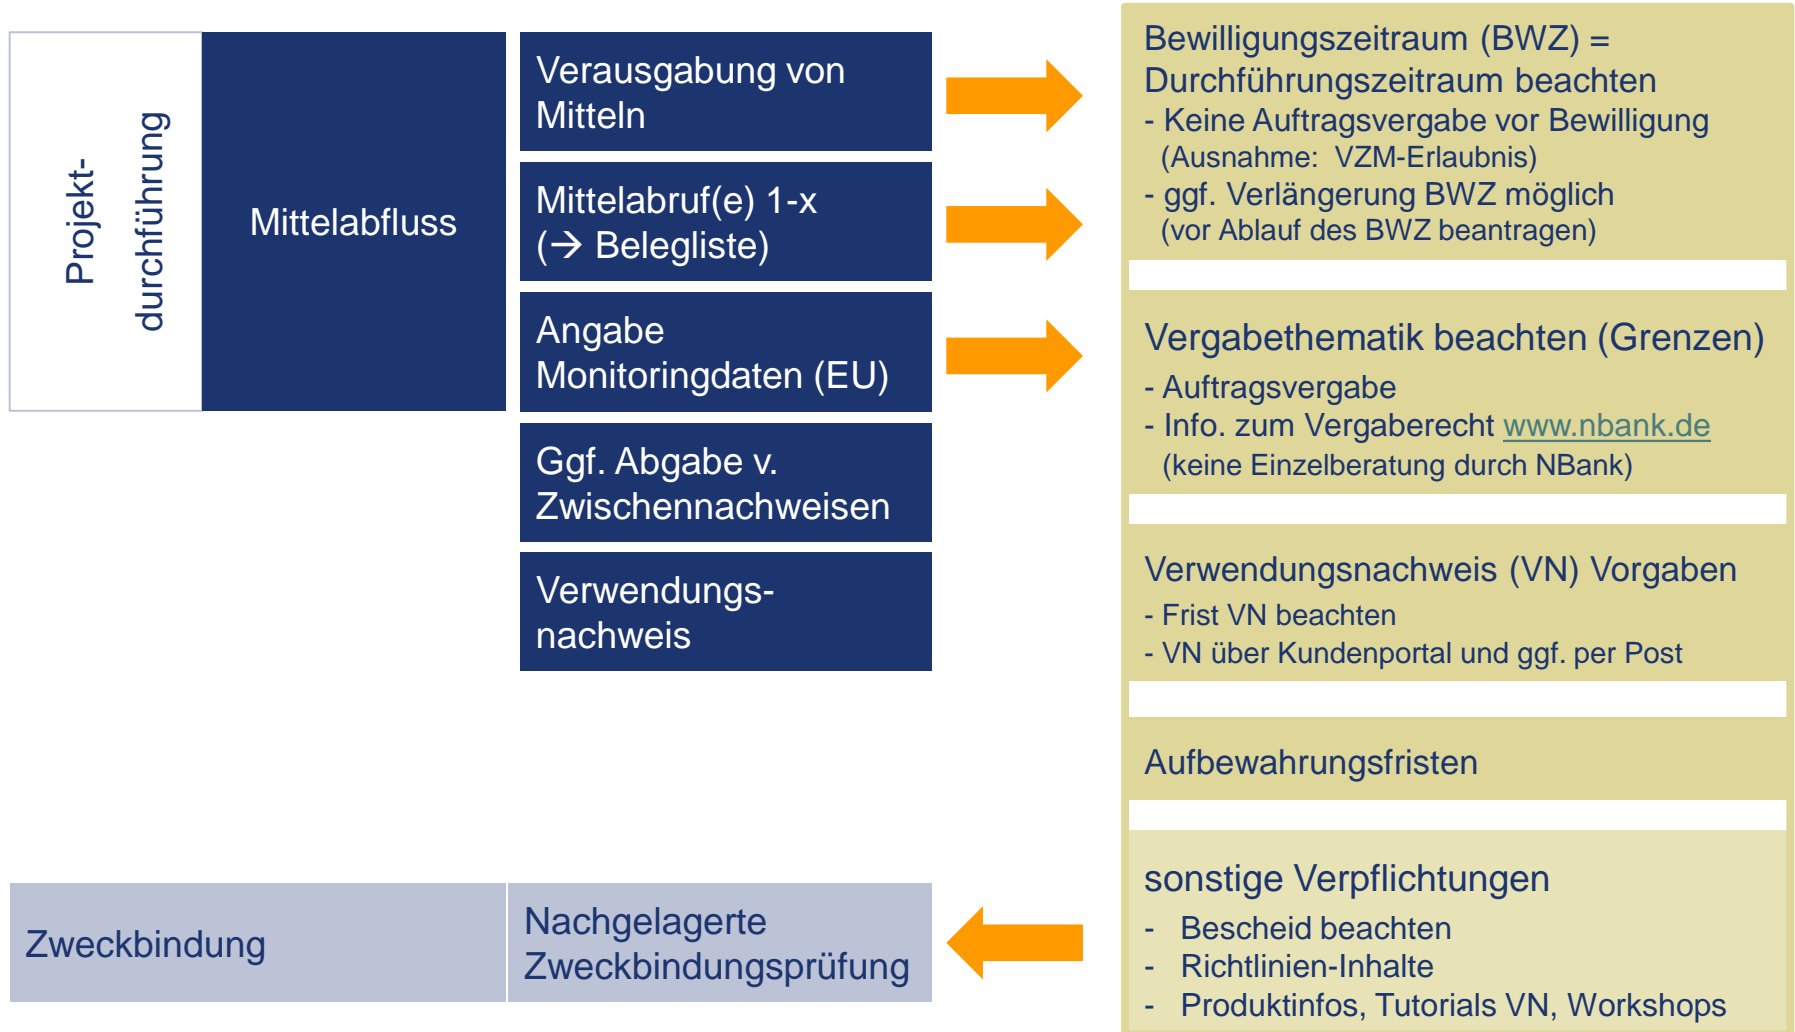 Projekt-
durchführung
Mittelabfluss
Verausgabung von
Mitteln
Mittelabruf(e) 1-x
(→ Belegliste)
Angabe
Monitoringdaten (EU)
Ggf. Abgabe v.
Zwischennachweisen
Verwendungs-
nachweis
Bewilligungszeitraum (BWZ) =
Durchführungszeitraum beachten
- Keine Auftragsvergabe vor Bewilligung
(Ausnahme: VZM-Erlaubnis)
- ggf. Verlängerung BWZ möglich
(vor Ablauf des BWZ beantragen)
Vergabethematik beachten (Grenzen)
- Auftragsvergabe
- Info. zum Vergaberecht www.nbank.de
(keine Einzelberatung durch NBank)
Verwendungsnachweis (VN) Vorgaben
- Frist VN beachten
- VN über Kundenportal und ggf. per Post
Aufbewahrungsfristen
sonstige Verpflichtungen
- Bescheid beachten
- Richtlinien-Inhalte
- Produktinfos, Tutorials VN, Workshops
Zweckbindung
Nachgelagerte
Zweckbindungsprüfung